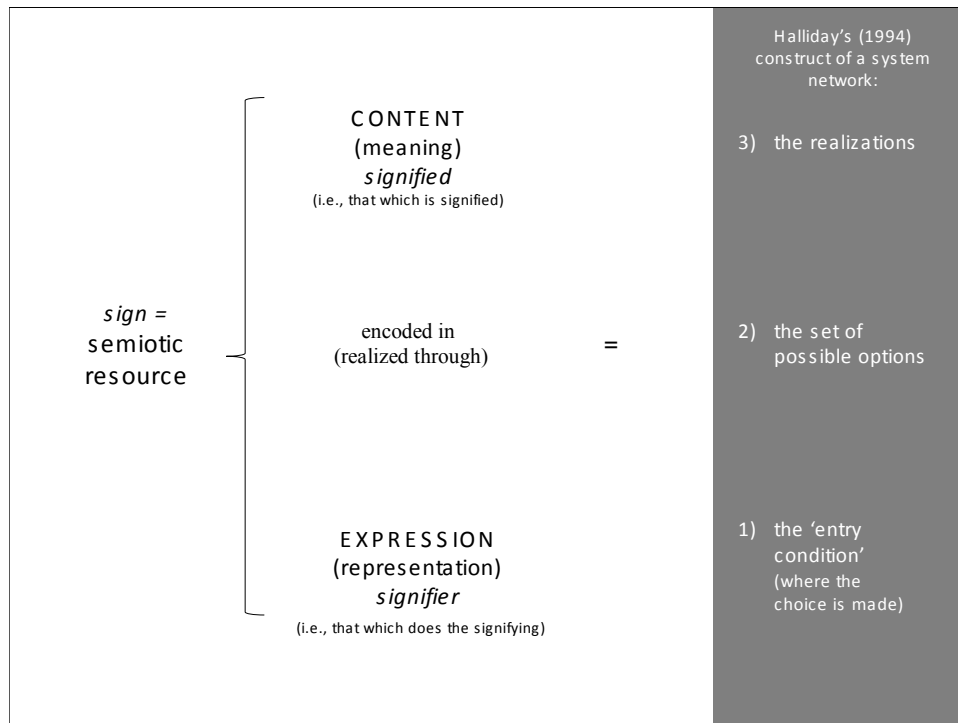 Halliday's (1994)
construct of a system
network:
CONTENT
(meaning)
signified
(i.e., that which is signified)
3) the realizations
sign =
semiotic
resource
encoded in
(realized through)
=
2) the set of
possible options
EXPRESSION
(representation)
signifier
(i.e., that which does the signifying)
1) the ‘entry
condition’
(where the
choice is made)